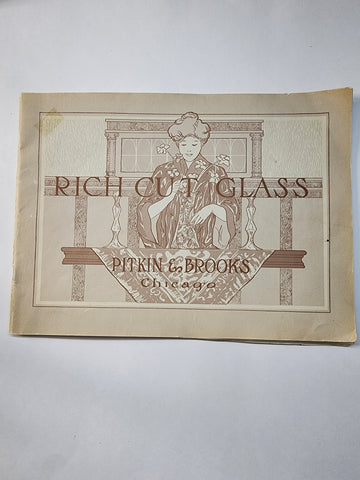 RICH CUT GLASS
PITKIN & BROOKS
Chicago